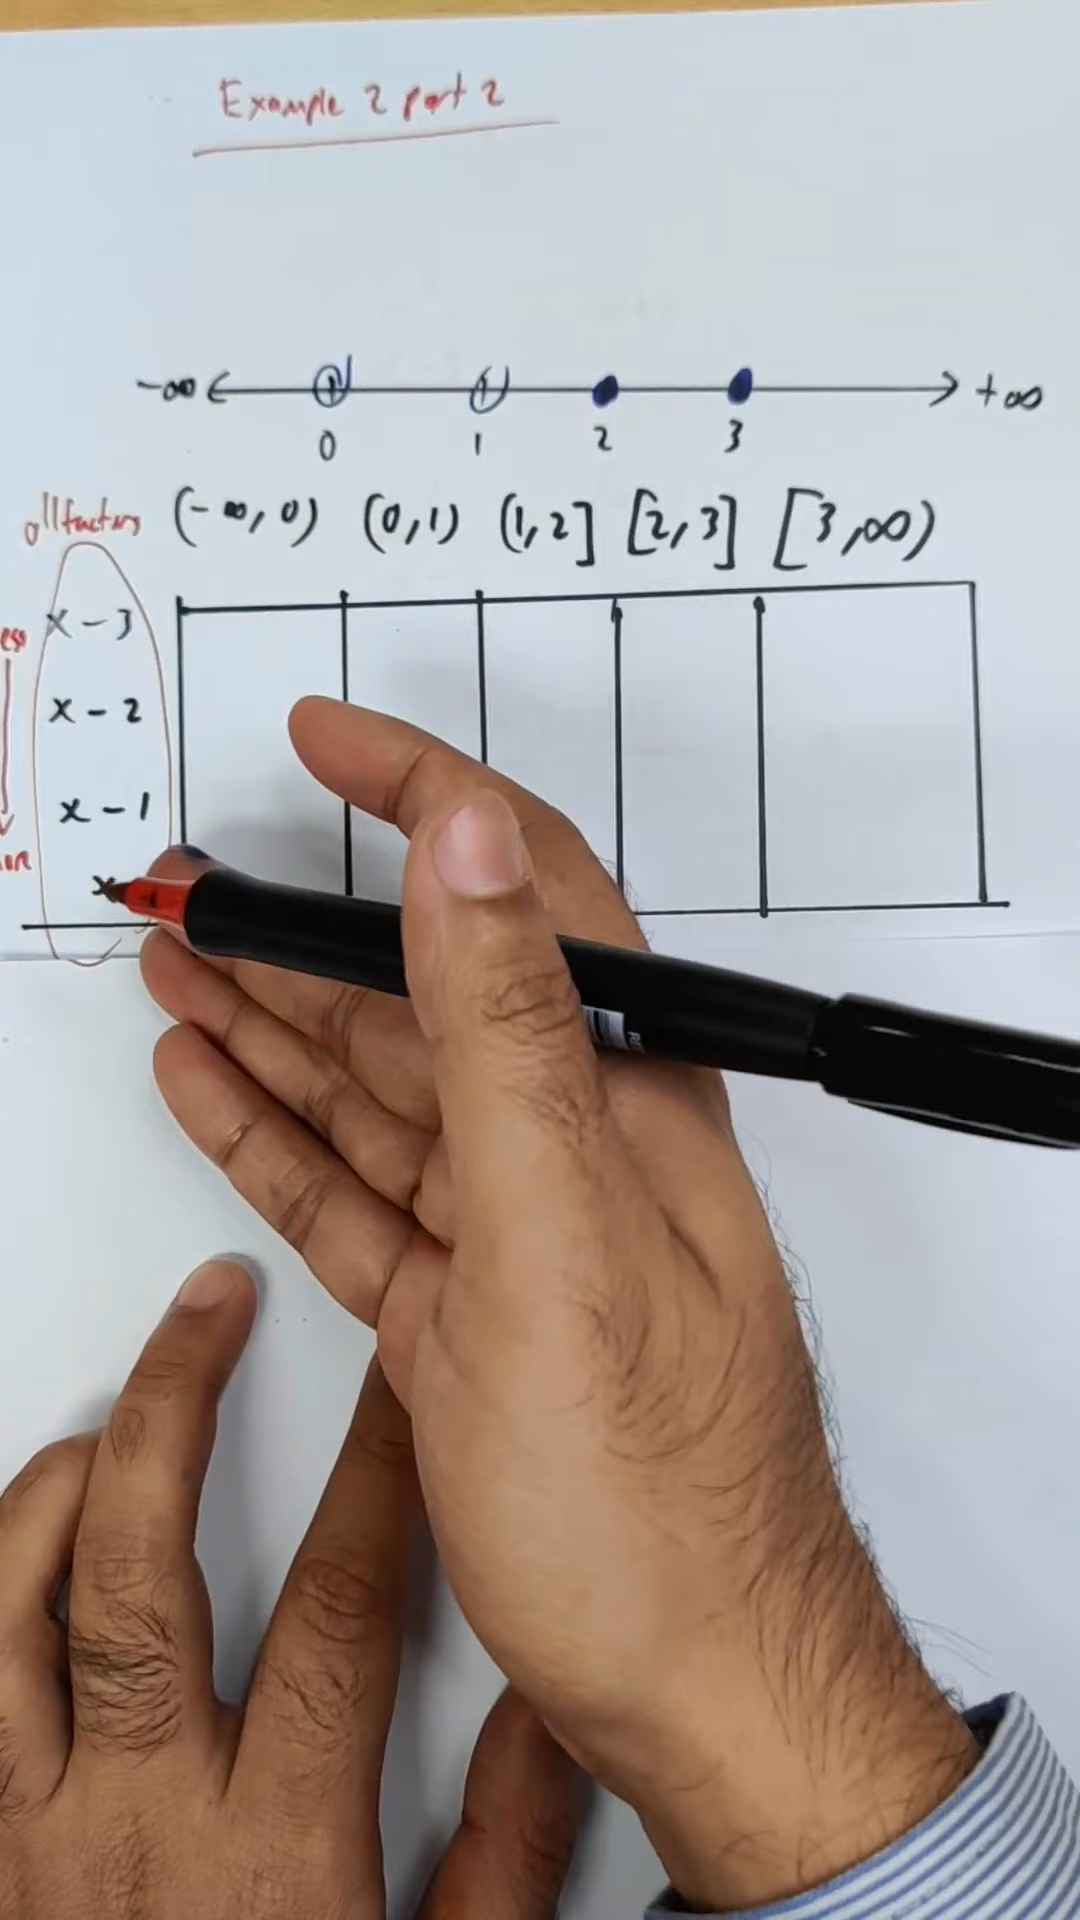 Example 2 part 2
-∞ +∞
0 1 2 3
all factors (-∞, 0) (0, 1) (1, 2] [2, 3] [3, ∞)
x - 3
x - 2
x - 1
x